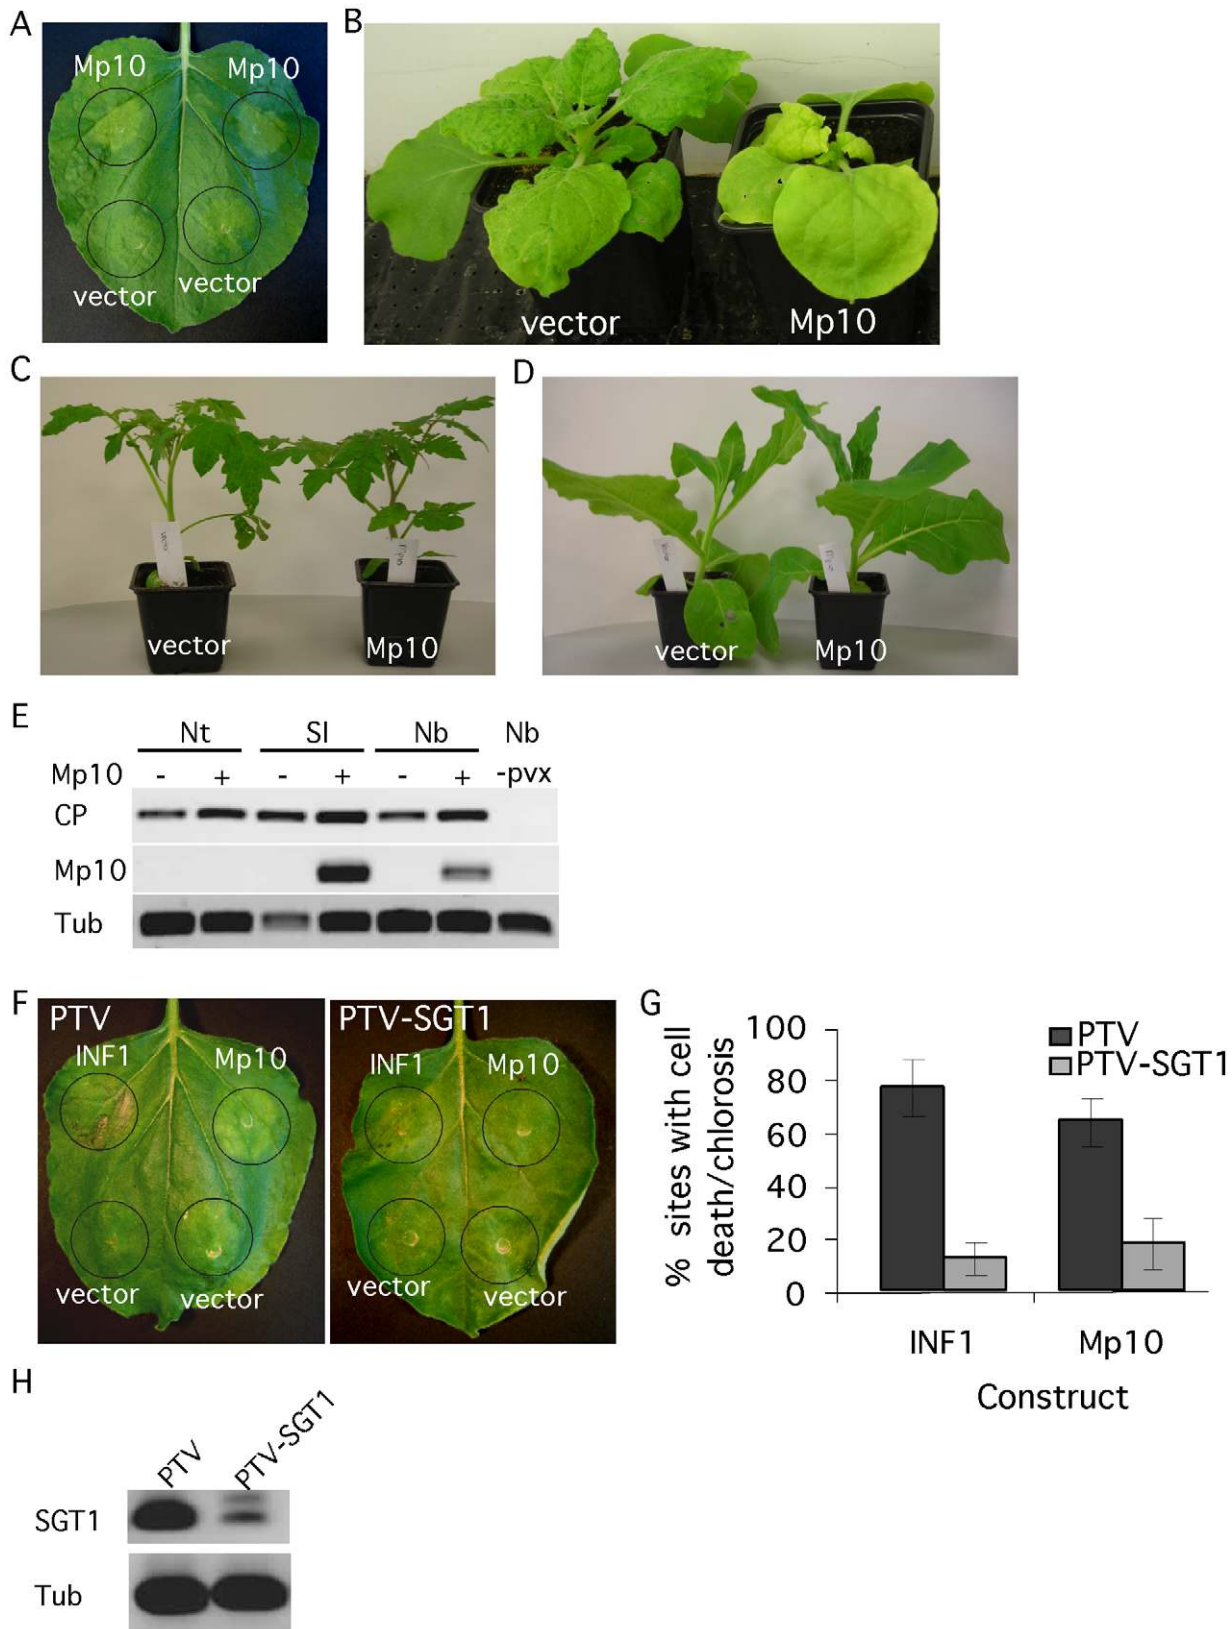 A
Mp10 Mp10
vector vector
B
vector Mp10
C
vector Mp10
D
vector Mp10
E
Nt Sl Nb Nb
Mp10 - + - + - + -pvx
CP
Mp10
Tub
F
PTV
INF1 Mp10
vector vector
PTV-SGT1
INF1 Mp10
vector vector
G
% sites with cell
death/chlorosis
100
80
60
40
20
0
PTV
PTV-SGT1
INF1 Mp10
Construct
H
PTV PTV-SGT1
SGT1
Tub